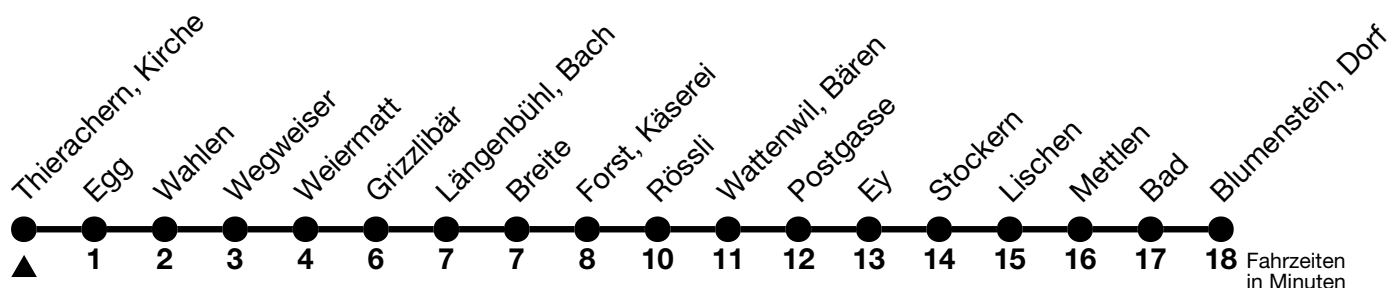 Thierachern, Kirche
Egg
Wahlen
Wegweiser
Weiermatt
Grizzlibär
Längenbühl, Bach
Breite
Forst, Käserei
Rössli
Wattenwil, Bären
Postgasse
Ey
Stockern
Lischen
Mettlen
Bad
Blumenstein, Dorf
1 2 3 4 6 7 7 8 10 11 12 13 14 15 16 17 18
Fahrzeiten
in Minuten